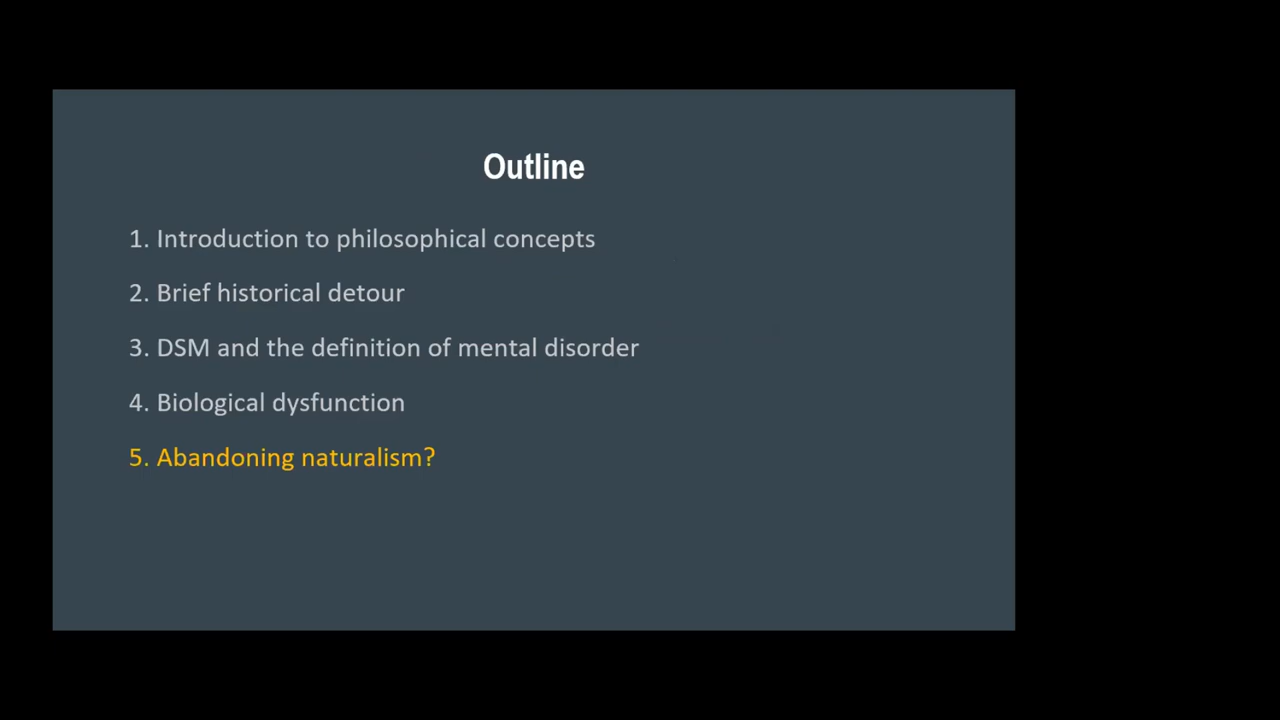 Outline
1. Introduction to philosophical concepts
2. Brief historical detour
3. DSM and the definition of mental disorder
4. Biological dysfunction
5. Abandoning naturalism?